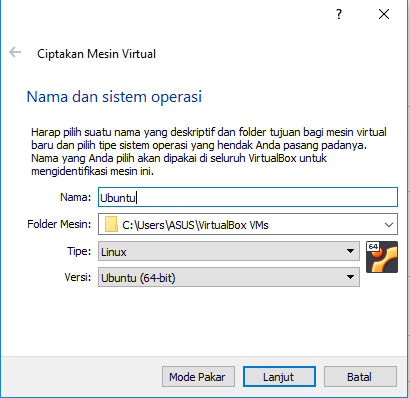 ?
Ciptakan Mesin Virtual
Nama dan sistem operasi
Harap pilih suatu nama yang deskriptif dan folder tujuan bagi mesin virtual
baru dan pilih tipe sistem operasi yang hendak Anda pasang padanya.
Nama yang Anda pilih akan dipakai di seluruh VirtualBox untuk
mengidentifikasi mesin ini.
Nama: Ubuntu
Folder Mesin: C:\Users\ASUS\VirtualBox VMs
Tipe: Linux
64
Versi: Ubuntu (64-bit)
Mode Pakar Lanjut Batal